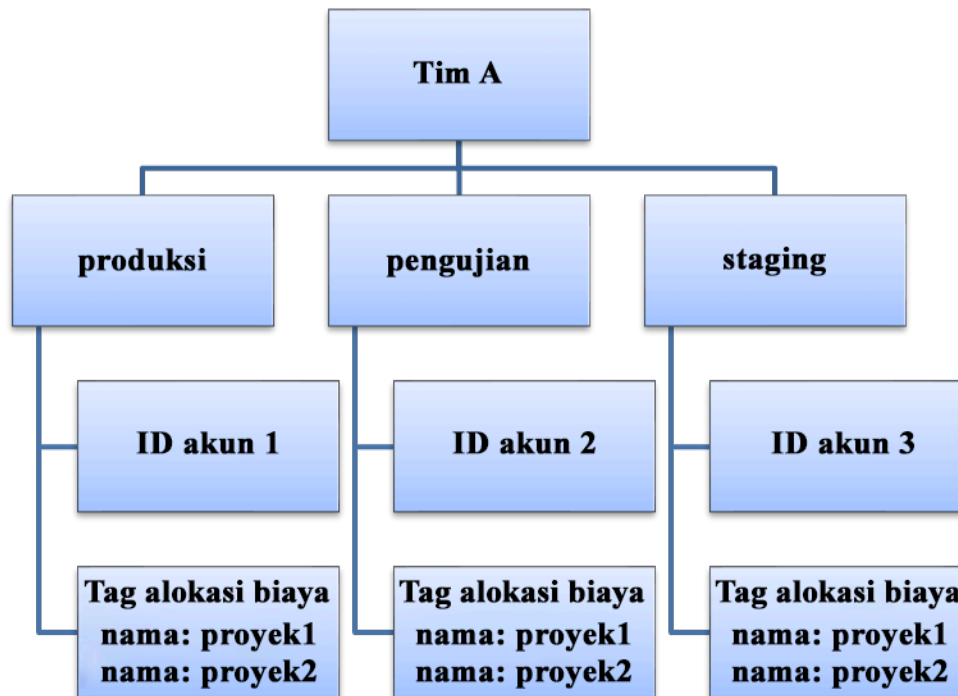 Tim A
produksi
pengujian
staging
ID akun 1
ID akun 2
ID akun 3
Tag alokasi biaya
nama: proyek1
nama: proyek2
Tag alokasi biaya
nama: proyek1
nama: proyek2
Tag alokasi biaya
nama: proyek1
nama: proyek2